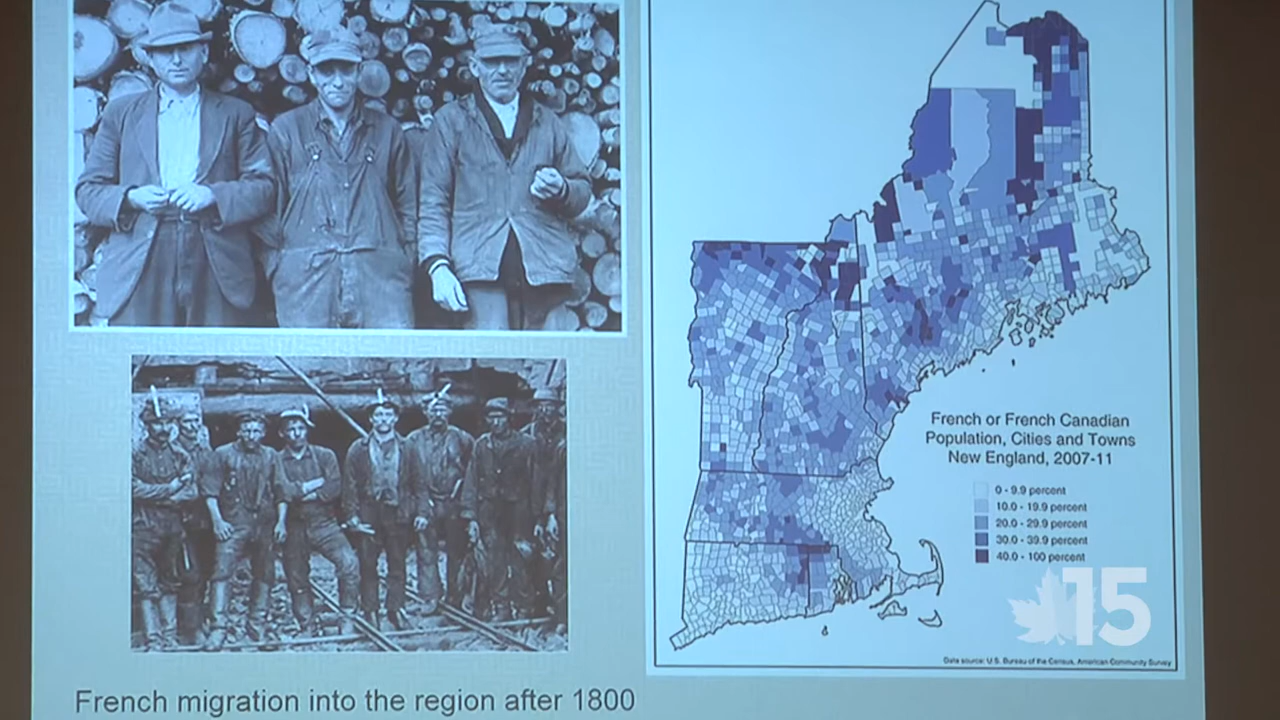 French or French Canadian
Population, Cities and Towns
New England, 2007-11
0 - 9.9 percent
10.0 - 19.9 percent
20.0 - 29.9 percent
30.0 - 39.9 percent
40.0 - 100 percent
15
Data source: U.S. Bureau of the Census, American Community Survey
French migration into the region after 1800